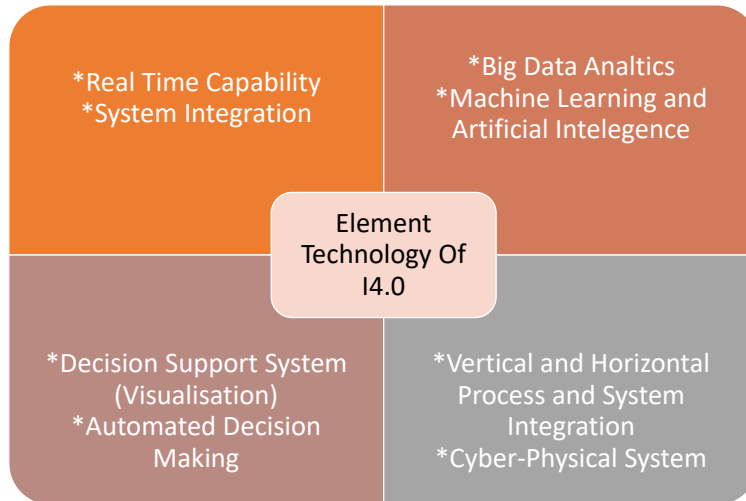 *Real Time Capability
*System Integration
*Big Data Analtics
*Machine Learning and
Artificial Intelegence
Element
Technology Of
I4.0
*Decision Support System
(Visualisation)
*Automated Decision
Making
*Vertical and Horizontal
Process and System
Integration
*Cyber-Physical System